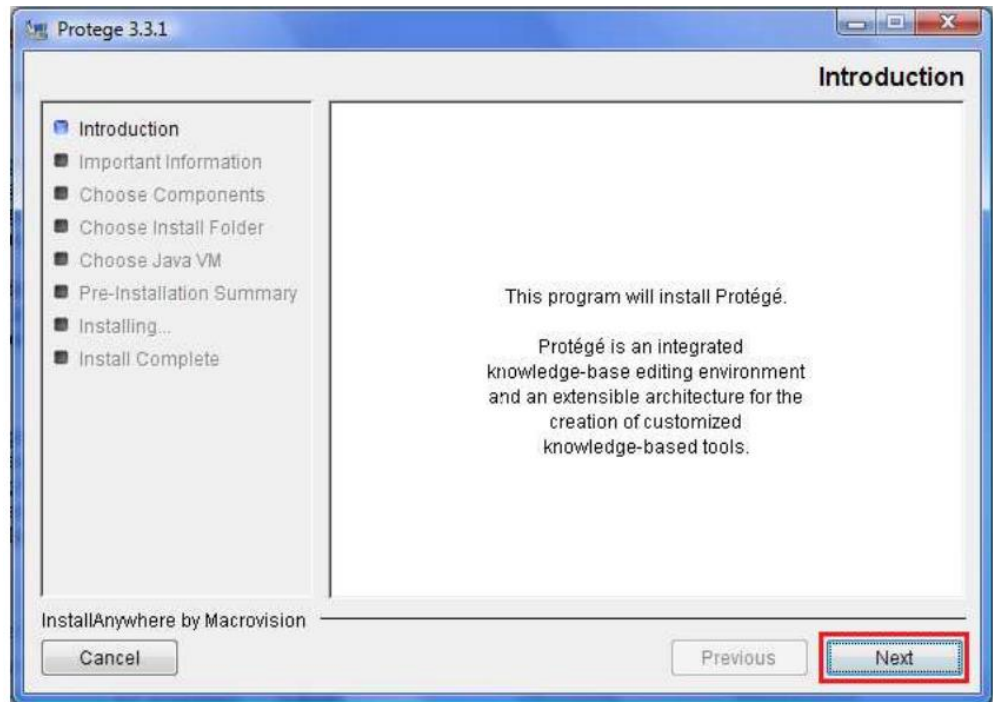 Protege 3.3.1
Introduction
Introduction
Important Information
Choose Components
Choose Install Folder
Choose Java VM
Pre-Installation Summary
Installing...
Install Complete
This program will install Protégé.
Protégé is an integrated
knowledge-base editing environment
and an extensible architecture for the
creation of customized
knowledge-based tools.
InstallAnywhere by Macrovision
Cancel
Previous
Next